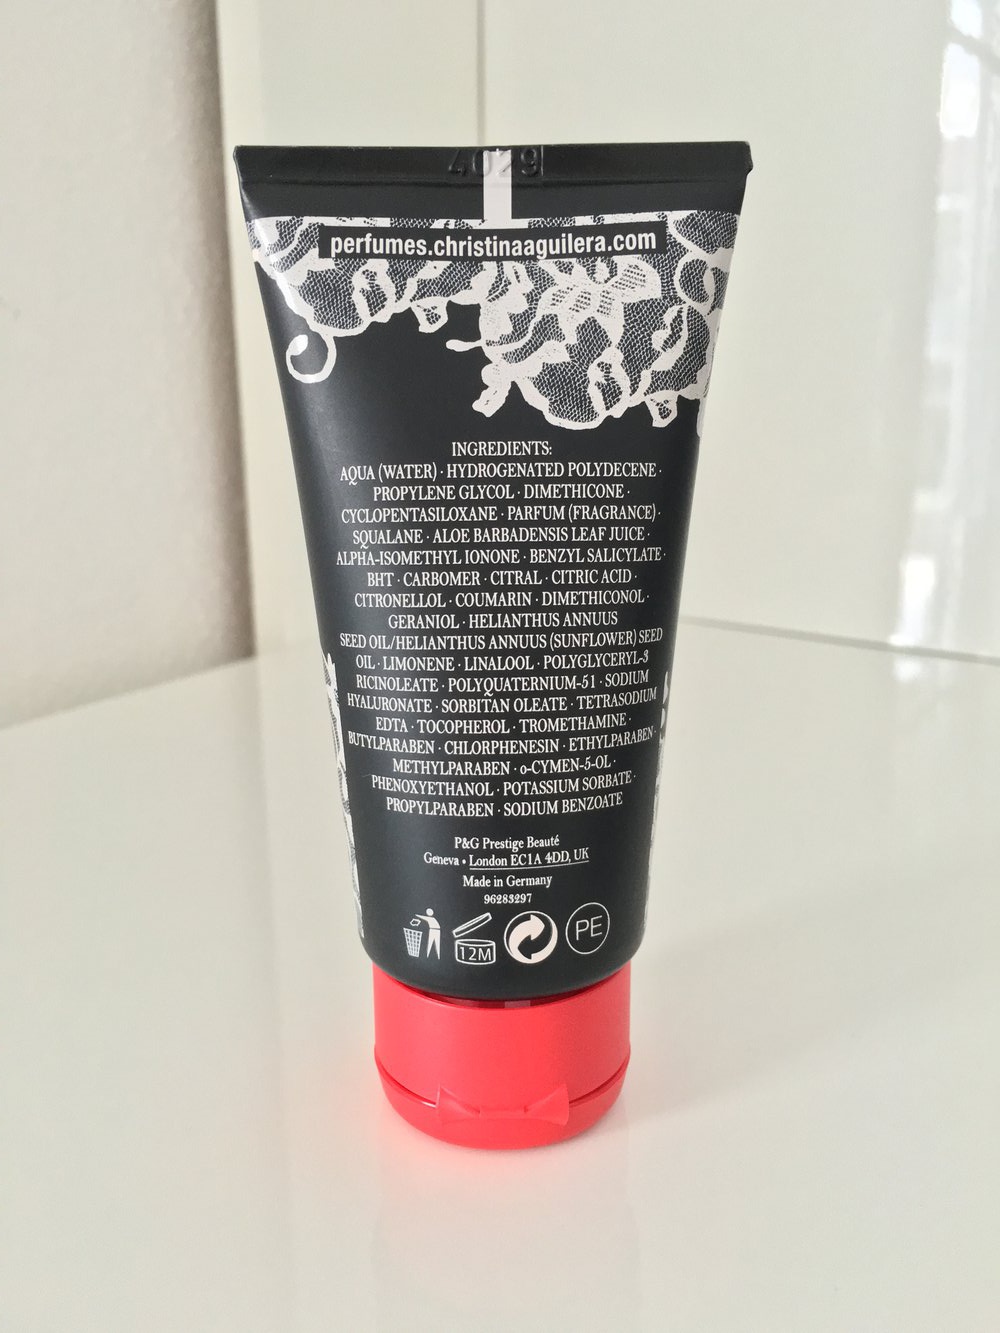 4029
perfumes.christinaaguilera.com
INGREDIENTS:
AQUA (WATER) · HYDROGENATED POLYDECENE ·
PROPYLENE GLYCOL · DIMETHICONE ·
CYCLOPENTASILOXANE · PARFUM (FRAGRANCE) ·
SQUALANE · ALOE BARBADENSIS LEAF JUICE ·
ALPHA-ISOMETHYL IONONE · BENZYL SALICYLATE ·
BHT · CARBOMER · CITRAL · CITRIC ACID ·
CITRONELLOL · COUMARIN · DIMETHICONOL ·
GERANIOL · HELIANTHUS ANNUUS
SEED OIL/HELIANTHUS ANNUUS (SUNFLOWER) SEED
OIL · LIMONENE · LINALOOL · POLYGLYCERYL-3
RICINOLEATE · POLYQUATERNIUM-51 · SODIUM
HYALURONATE · SORBITAN OLEATE · TETRASODIUM
EDTA · TOCOPHEROL · TROMETHAMINE ·
BUTYLPARABEN · CHLORPHENESIN · ETHYLPARABEN ·
METHYLPARABEN · o-CYMEN-5-OL ·
PHENOXYETHANOL · POTASSIUM SORBATE ·
PROPYLPARABEN · SODIUM BENZOATE
P&G Prestige Beauté
Geneva • London EC1A 4DD, UK
Made in Germany
96283297
12M
PE